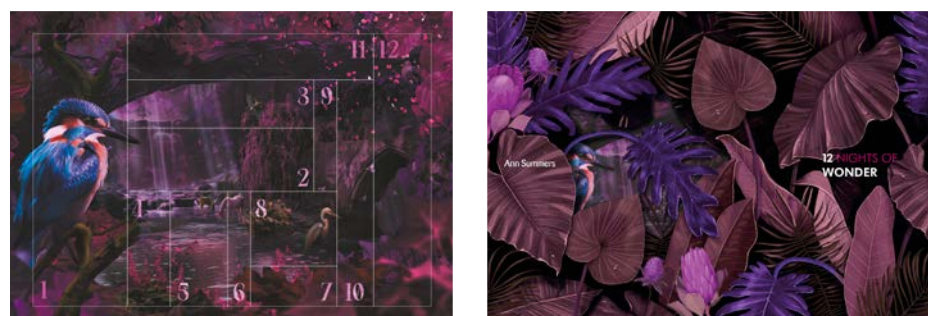 11 12
3 9
2
4 8
1 5 6 7 10
Ann Summers
12 NIGHTS OF
WONDER